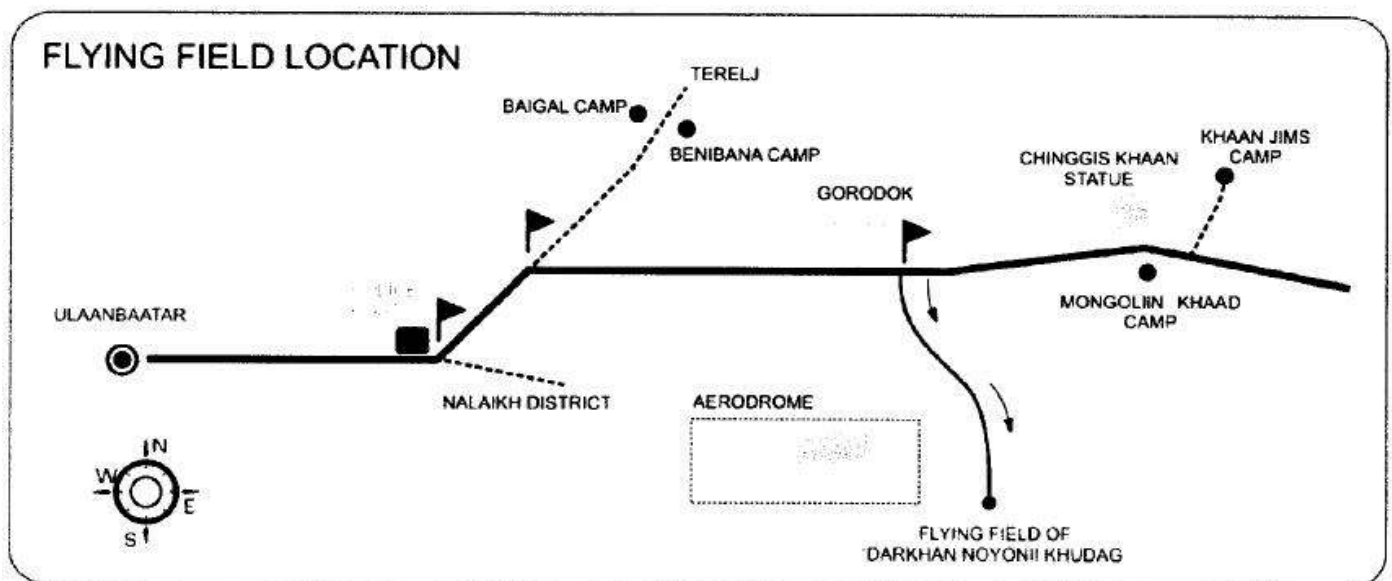 FLYING FIELD LOCATION
TERELJ
BAIGAL CAMP
BENIBANA CAMP
KHAAN JIMS
CAMP
CHINGGIS KHAAN
STATUE
GORODOK
ULAANBAATAR
MONGOLIIN KHAAD
CAMP
NALAIKH DISTRICT
AERODROME
N
W
E
S
FLYING FIELD OF
DARKHAN NOYONII KHUDAG